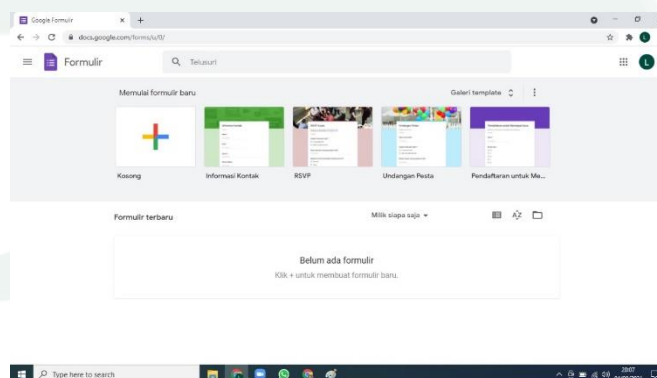 Google Formulir
docs.google.com/forms/u/0/
Formulir
Telusuri
L
Memulai formulir baru
Galeri template
Kosong
Informasi Kontak
RSVP
Undangan Pesta
Pendaftaran untuk Me...
Formulir terbaru
Milik siapa saja
Belum ada formulir
Klik + untuk membuat formulir baru.
Type here to search
20:07